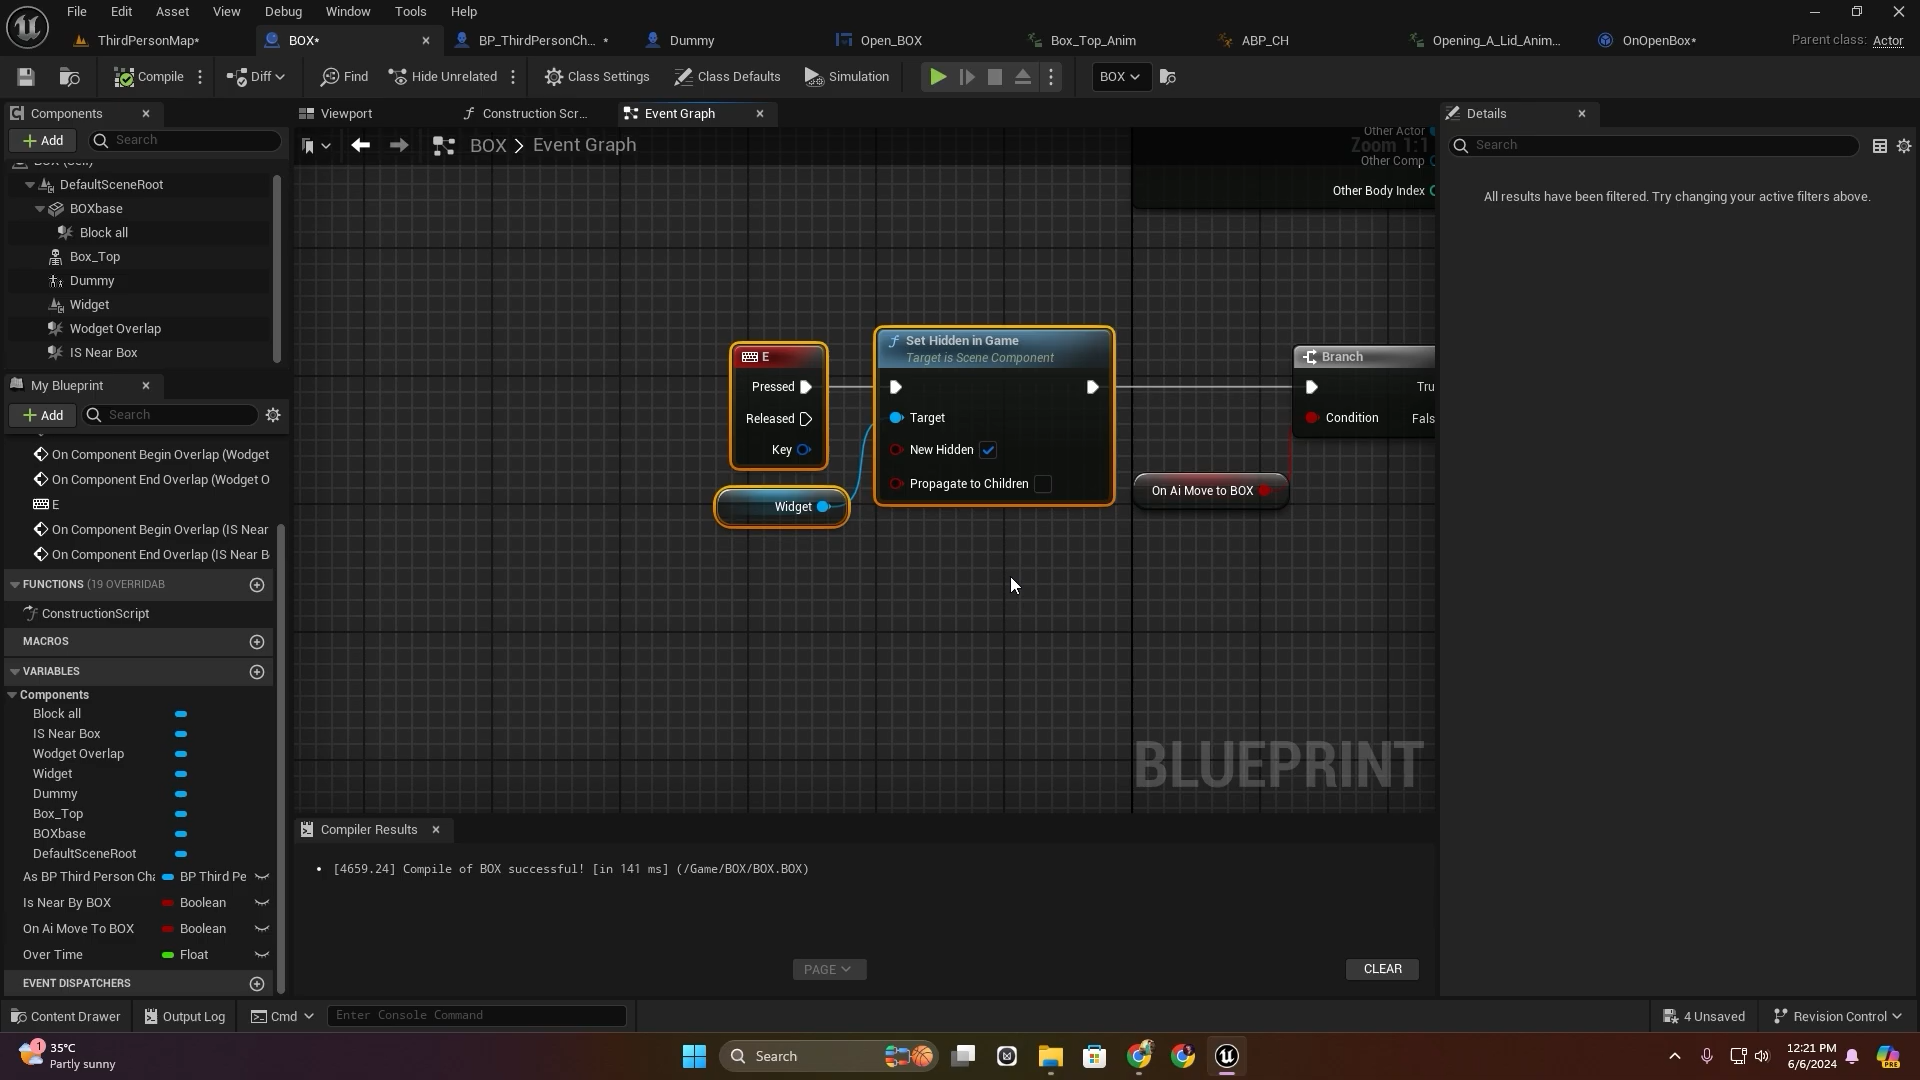 File Edit Asset View Debug Window Tools Help
ThirdPersonMap* BOX* BP_ThirdPersonCh... * Dummy Open_BOX Box_Top_Anim ABP_CH Opening_A_Lid_Anim... OnOpenBox* Parent class: Actor
Compile Diff Find Hide Unrelated Class Settings Class Defaults Simulation BOX
Components Viewport Construction Scr... Event Graph Details
Add Search BOX > Event Graph Zoom 1:1 Search
BOX (Self)
DefaultSceneRoot
BOXbase
Block all
Box_Top
Dummy
Widget
Wodget Overlap
IS Near Box
My Blueprint
Add Search
On Component Begin Overlap (Wodget
On Component End Overlap (Wodget O
E
On Component Begin Overlap (IS Near
On Component End Overlap (IS Near B
FUNCTIONS (19 OVERRIDAB
ConstructionScript
MACROS
VARIABLES
Components
Block all
IS Near Box
Wodget Overlap
Widget
Dummy
Box_Top
BOXbase
DefaultSceneRoot
As BP Third Person Cha BP Third Pe
Is Near By BOX Boolean
On Ai Move To BOX Boolean
Over Time Float
EVENT DISPATCHERS
Other Actor
Other Comp
Other Body Index
E
Pressed
Released
Key
Widget
Set Hidden in Game
Target is Scene Component
Target
New Hidden
Propagate to Children
On Ai Move to BOX
Branch
Tru
Condition Fals
BLUEPRINT
All results have been filtered. Try changing your active filters above.
Compiler Results
[4659.24] Compile of BOX successful! [in 141 ms] (/Game/BOX/BOX.BOX)
PAGE CLEAR
Content Drawer Output Log Cmd Enter Console Command 4 Unsaved Revision Control
1 35°C
Partly sunny
Search
12:21 PM
6/6/2024
PRE